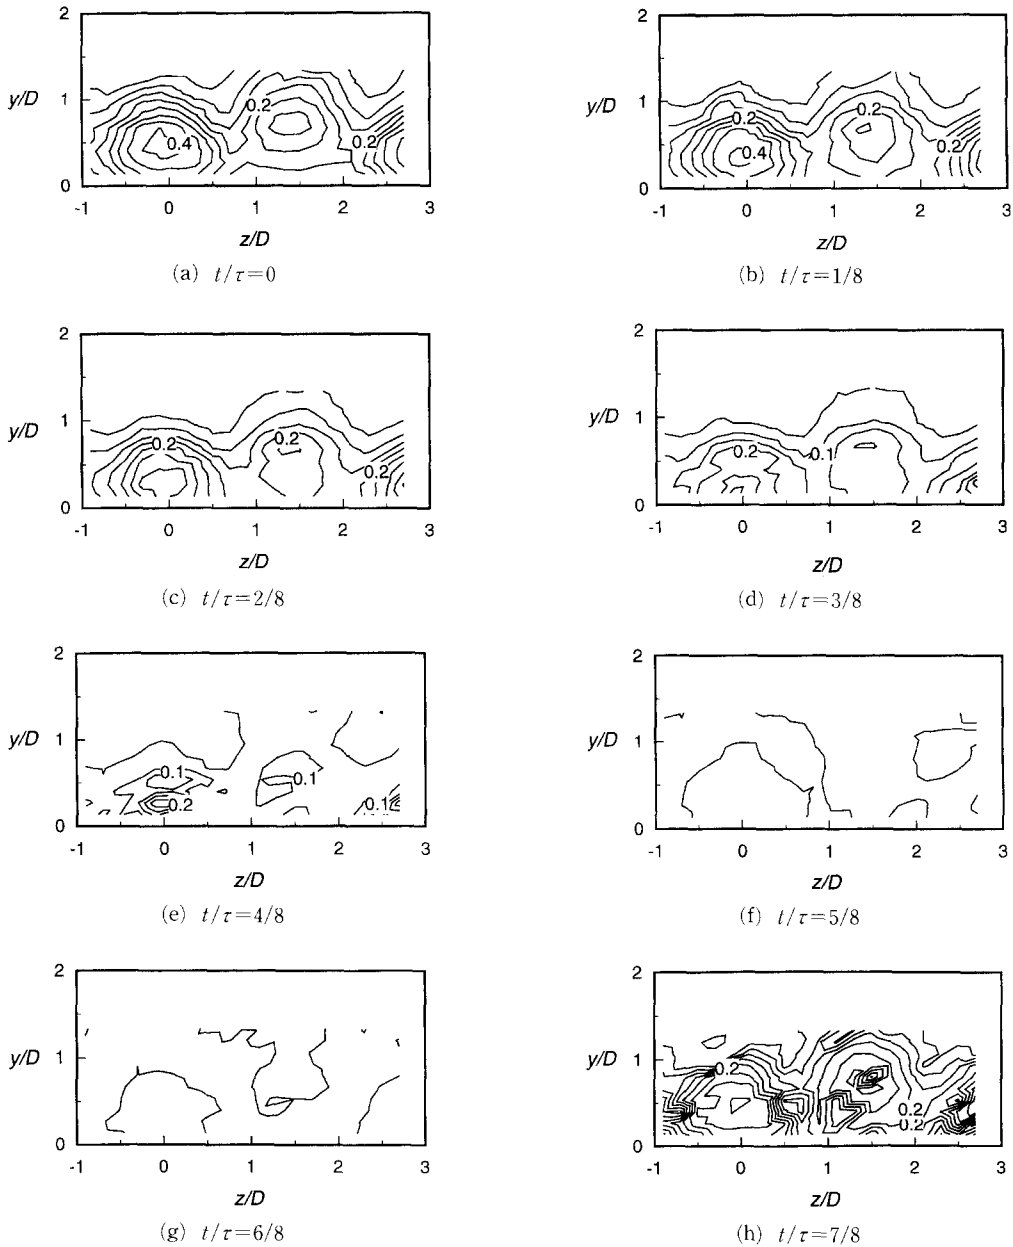 2
y/D
1
0
0.2
0.4
0.2
-1 0 1 2 3
z/D
(a) t/τ=0
2
y/D
1
0
0.2
0.2
0.4
0.2
-1 0 1 2 3
z/D
(b) t/τ=1/8
2
y/D
1
0
0.2
0.2
0.2
-1 0 1 2 3
z/D
(c) t/τ=2/8
2
y/D
1
0
0.2
0.1
-1 0 1 2 3
z/D
(d) t/τ=3/8
2
y/D
1
0
0.1
0.1
0.2
0.1
-1 0 1 2 3
z/D
(e) t/τ=4/8
2
y/D
1
0
-1 0 1 2 3
z/D
(f) t/τ=5/8
2
y/D
1
0
-1 0 1 2 3
z/D
(g) t/τ=6/8
2
y/D
1
0
0.2
0.2
0.2
-1 0 1 2 3
z/D
(h) t/τ=7/8